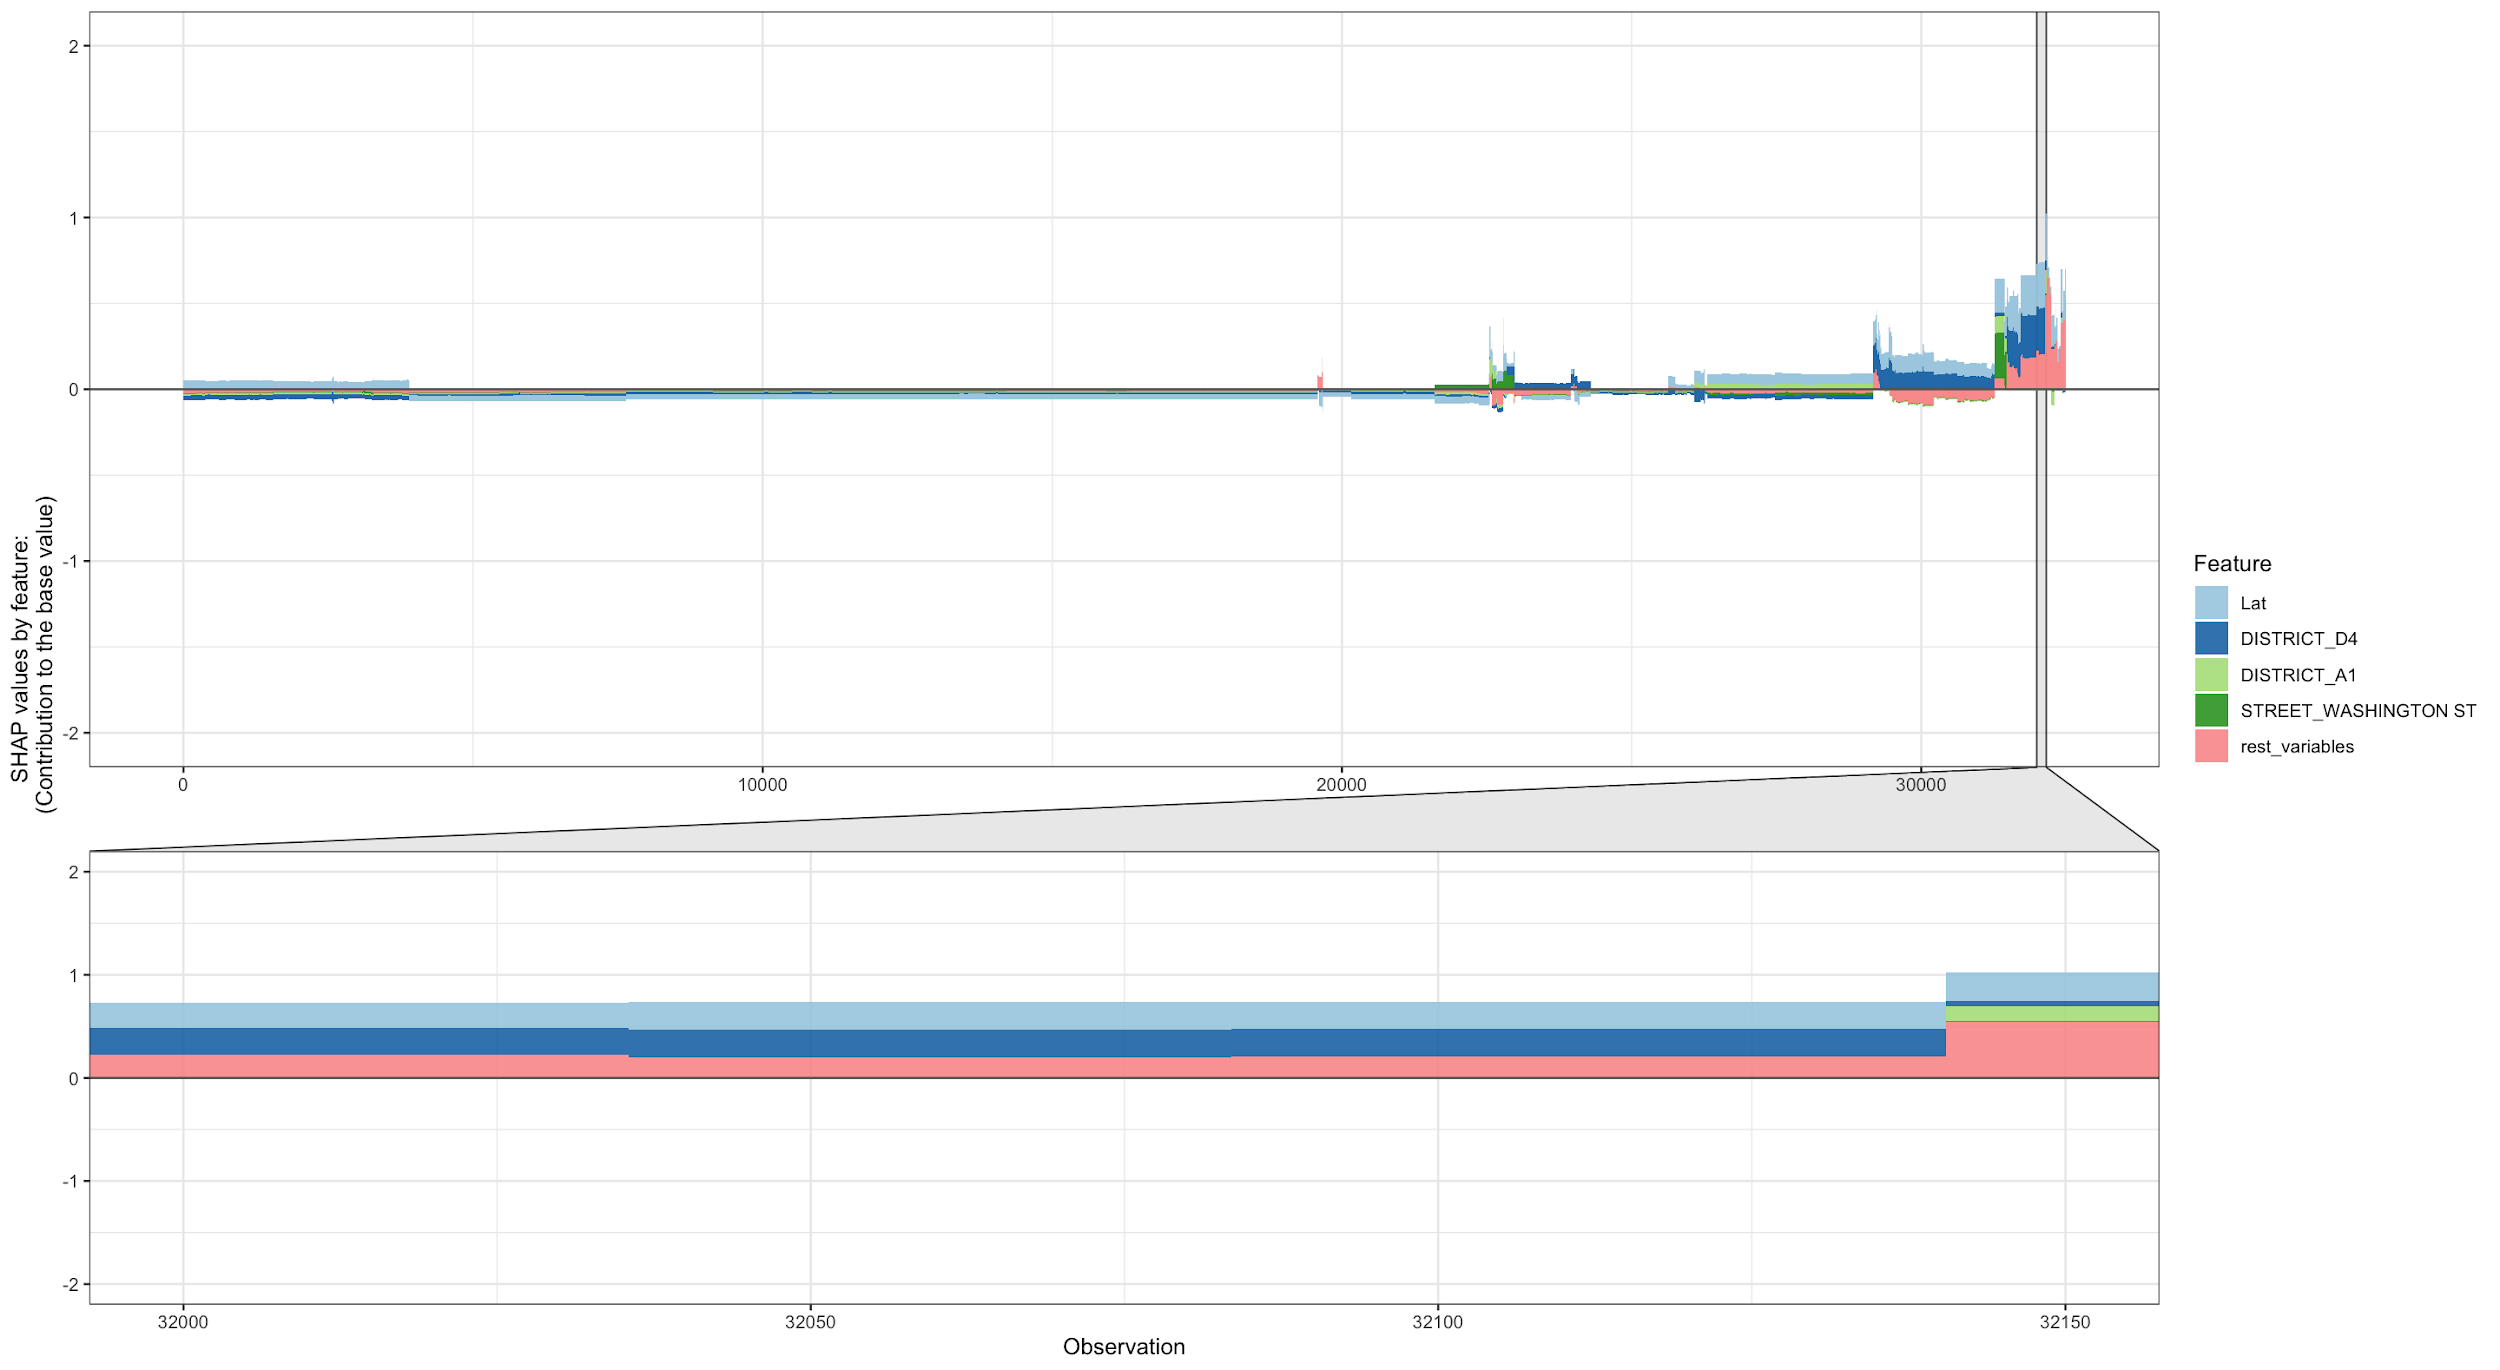 SHAP values by feature:
(Contribution to the base value)
2
1
0
-1
-2
0
10000
20000
30000
Feature
Lat
DISTRICT_D4
DISTRICT_A1
STREET_WASHINGTON ST
rest_variables
2
1
0
-1
-2
32000
32050
32100
32150
Observation